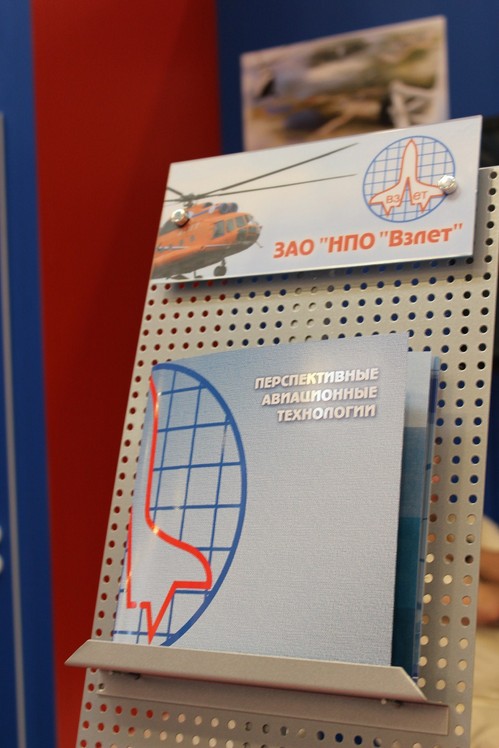 взлет
ЗАО "НПО "Взлет"
ПЕРСПЕКТИВНЫЕ
АВИАЦИОННЫЕ
ТЕХНОЛОГИИ